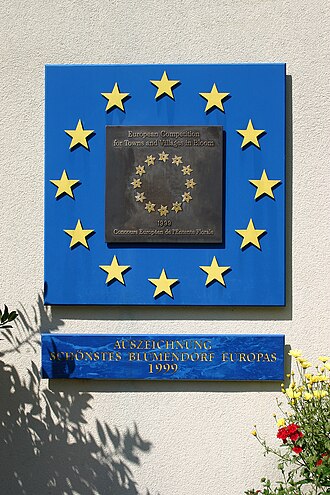 European Competition
for Towns and Villages in Bloom
1999
Concours Européen de l'Entente Florale
AUSZEICHNUNG
SCHÖNSTES BLUMENDORF EUROPAS
1999